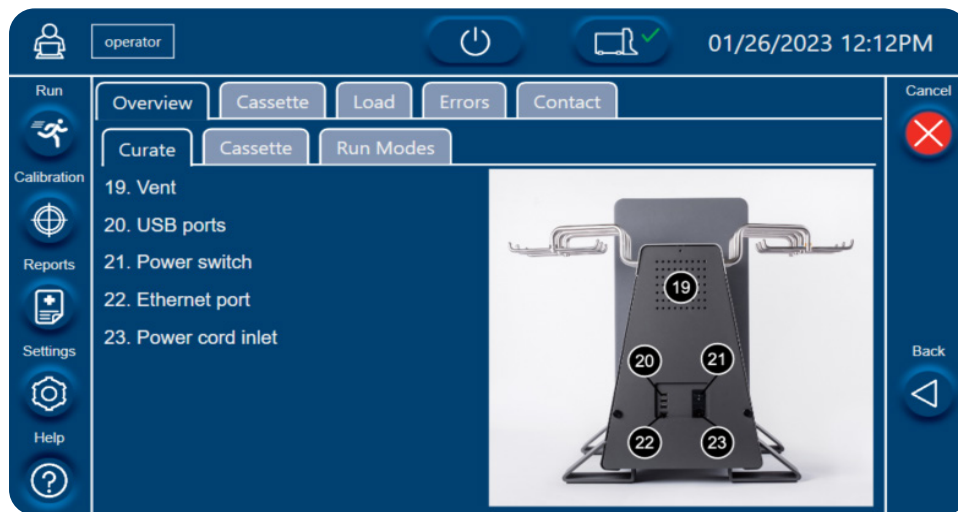 operator
01/26/2023 12:12PM
Run
Calibration
Reports
Settings
Help
Overview Cassette Load Errors Contact
Curate Cassette Run Modes
19. Vent
20. USB ports
21. Power switch
22. Ethernet port
23. Power cord inlet
19
20 21
22 23
Cancel
Back